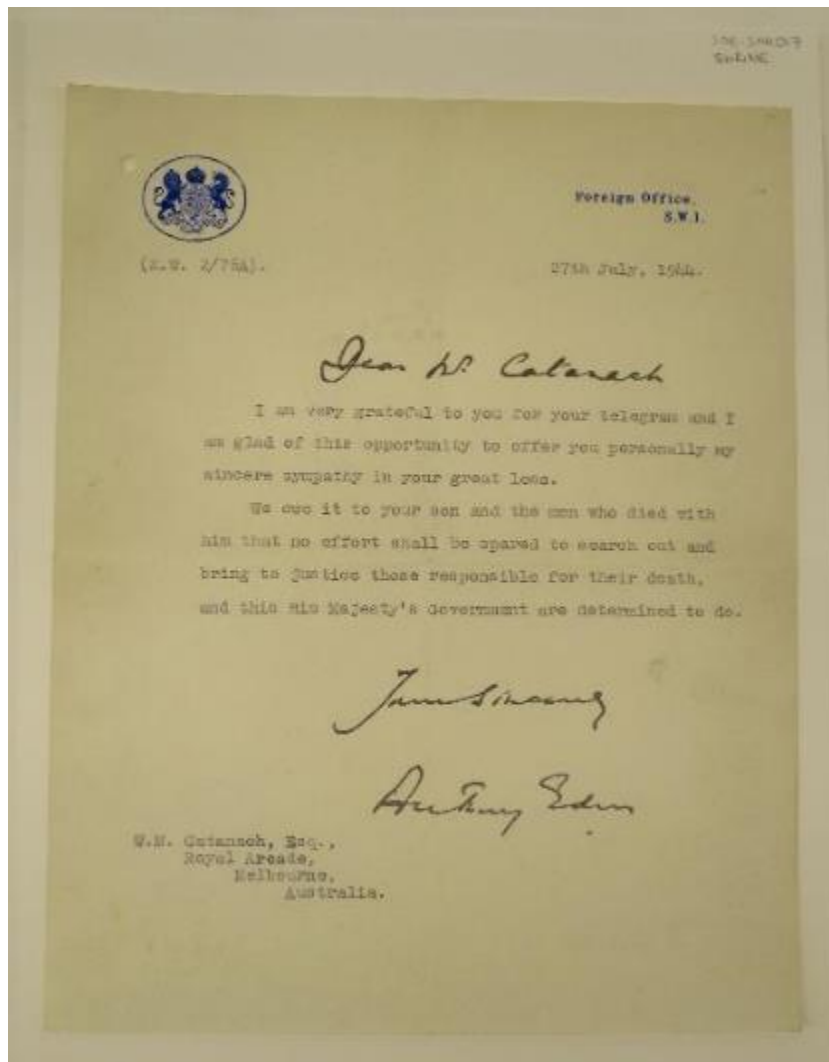 SHRINE
Foreign Office.
S.W.1.
27th July, 1944.
Dear Mr Catanach
I am very grateful to you for your telegram and I
am glad of this opportunity to offer you personally my
sincere sympathy in your great loss.
We owe it to your son and the men who died with
him that no effort shall be spared to search out and
bring to justice those responsible for their death,
and this His Majesty's Government are determined to do.
Yours Sincerely
Anthony Eden
W.M. Catanach, Esq.,
Royal Arcade,
Melbourne,
Australia.